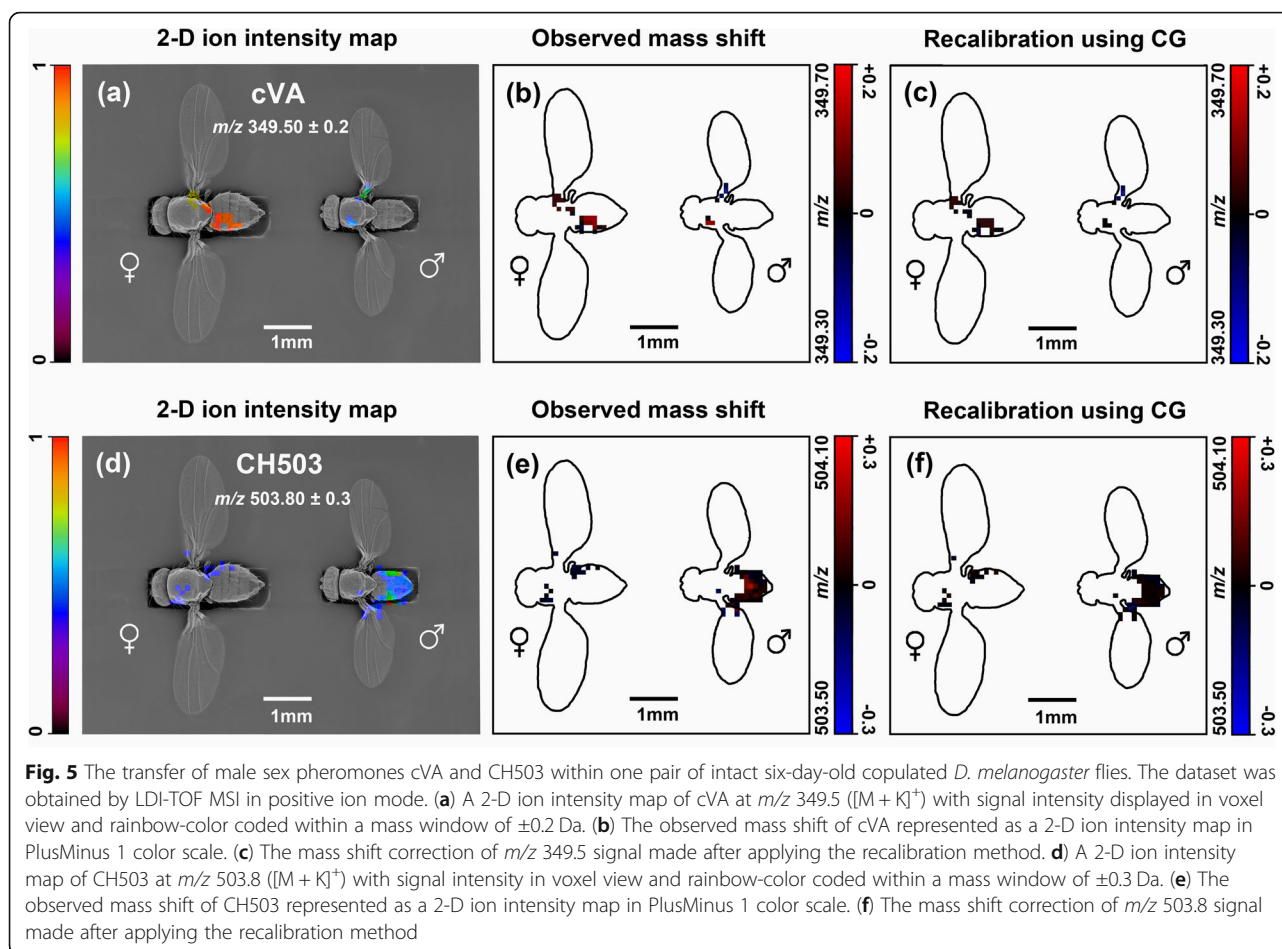 2-D ion intensity map
Observed mass shift
Recalibration using CG
1
0
(a)
cVA
m/z 349.50 ± 0.2
♀
♂
1mm
(b)
♀
♂
1mm
349.70
m/z
349.30
+0.2
0
-0.2
(c)
♀
♂
1mm
349.70
m/z
349.30
+0.2
0
-0.2
2-D ion intensity map
Observed mass shift
Recalibration using CG
1
0
(d)
CH503
m/z 503.80 ± 0.3
♀
♂
1mm
(e)
♀
♂
1mm
504.10
m/z
503.50
+0.3
0
-0.3
(f)
♀
♂
1mm
504.10
m/z
503.50
+0.3
0
-0.3
Fig. 5 The transfer of male sex pheromones cVA and CH503 within one pair of intact six-day-old copulated D. melanogaster flies. The dataset was
obtained by LDI-TOF MSI in positive ion mode. (a) A 2-D ion intensity map of cVA at m/z 349.5 ([M + K]⁺) with signal intensity displayed in voxel
view and rainbow-color coded within a mass window of ±0.2 Da. (b) The observed mass shift of cVA represented as a 2-D ion intensity map in
PlusMinus 1 color scale. (c) The mass shift correction of m/z 349.5 signal made after applying the recalibration method. d) A 2-D ion intensity
map of CH503 at m/z 503.8 ([M + K]⁺) with signal intensity in voxel view and rainbow-color coded within a mass window of ±0.3 Da. (e) The
observed mass shift of CH503 represented as a 2-D ion intensity map in PlusMinus 1 color scale. (f) The mass shift correction of m/z 503.8 signal
made after applying the recalibration method